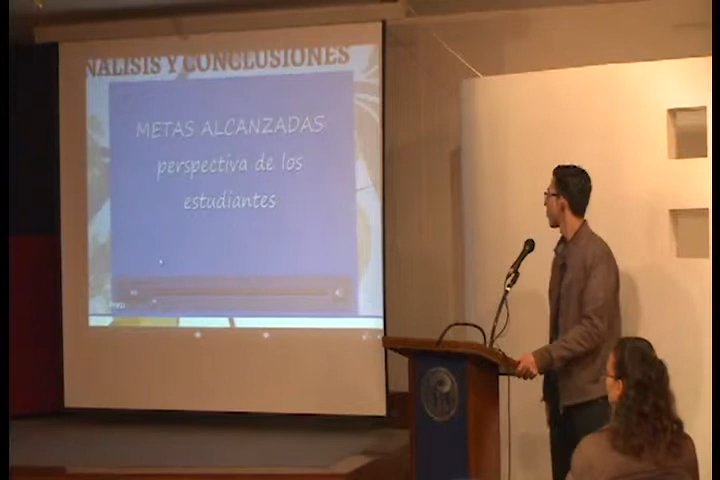 NALISIS Y CONCLUSIONES
METAS ALCANZADAS
perspectiva de los
estudiantes